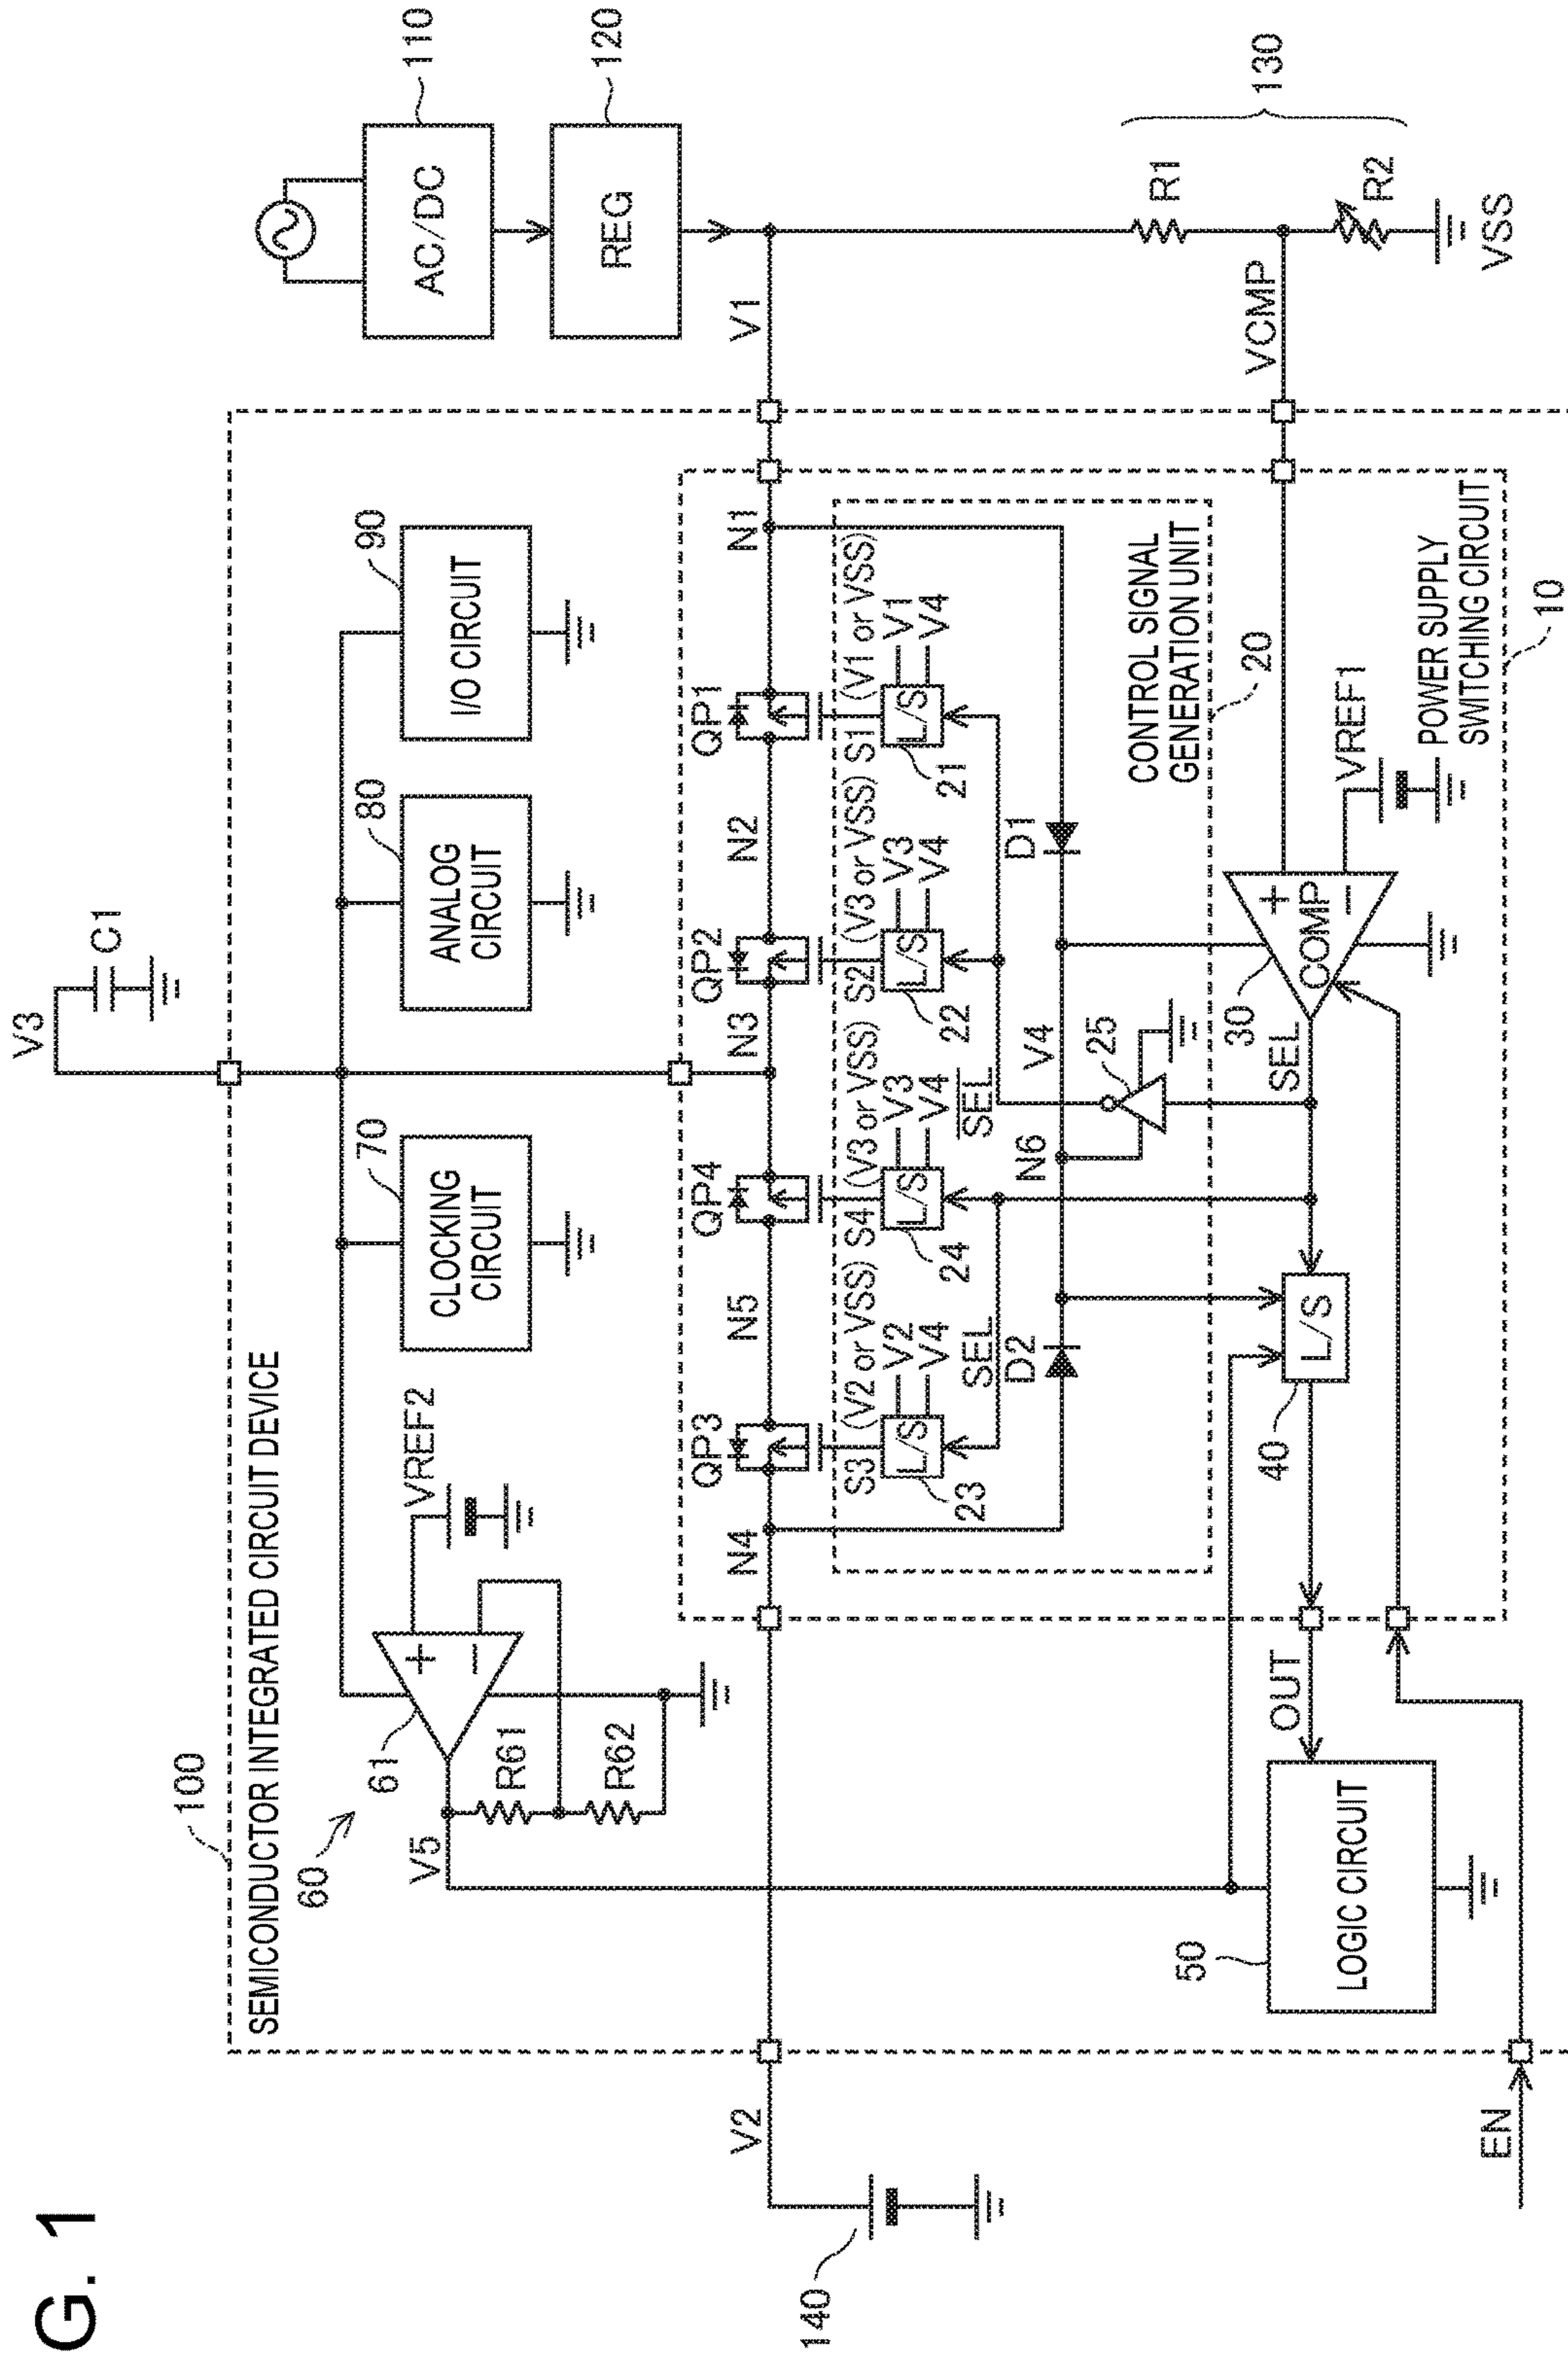 G. 1
V3
C1
110
AC/DC
120
REG
130
R1
R2
VSS
V1
VCMP
100
SEMICONDUCTOR INTEGRATED CIRCUIT DEVICE
60
61
VREF2
V5
R61
R62
70
CLOCKING
CIRCUIT
80
ANALOG
CIRCUIT
90
I/O CIRCUIT
+
−
V2
140
N4
QP3
N5
QP4
N3
QP2
N2
QP1
N1
S3 (V2 or VSS)
S4 (V3 or VSS)
S2 (V3 or VSS)
S1 (V1 or VSS)
L/S
V2
V4
23
L/S
V3
V4
24
L/S
V3
V4
22
L/S
V1
V4
21
SEL
SEL
D2
N6
V4
D1
25
CONTROL SIGNAL
GENERATION UNIT
20
30
COMP
+
−
SEL
VREF1
POWER SUPPLY
SWITCHING CIRCUIT
10
40
L/S
OUT
50
LOGIC CIRCUIT
EN